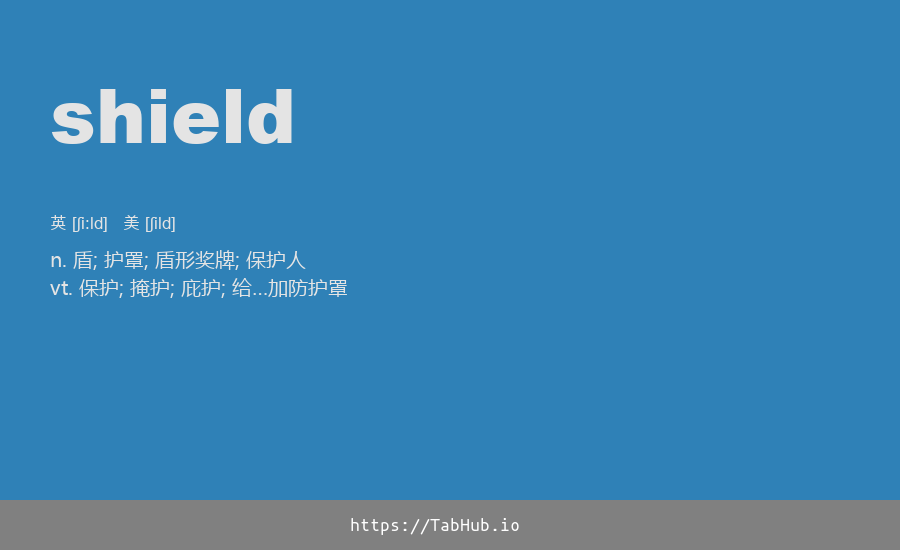 shield
英 [ʃi:ld] 美 [ʃild]
n. 盾; 护罩; 盾形奖牌; 保护人
vt. 保护; 掩护; 庇护; 给...加防护罩
https://TabHub.io